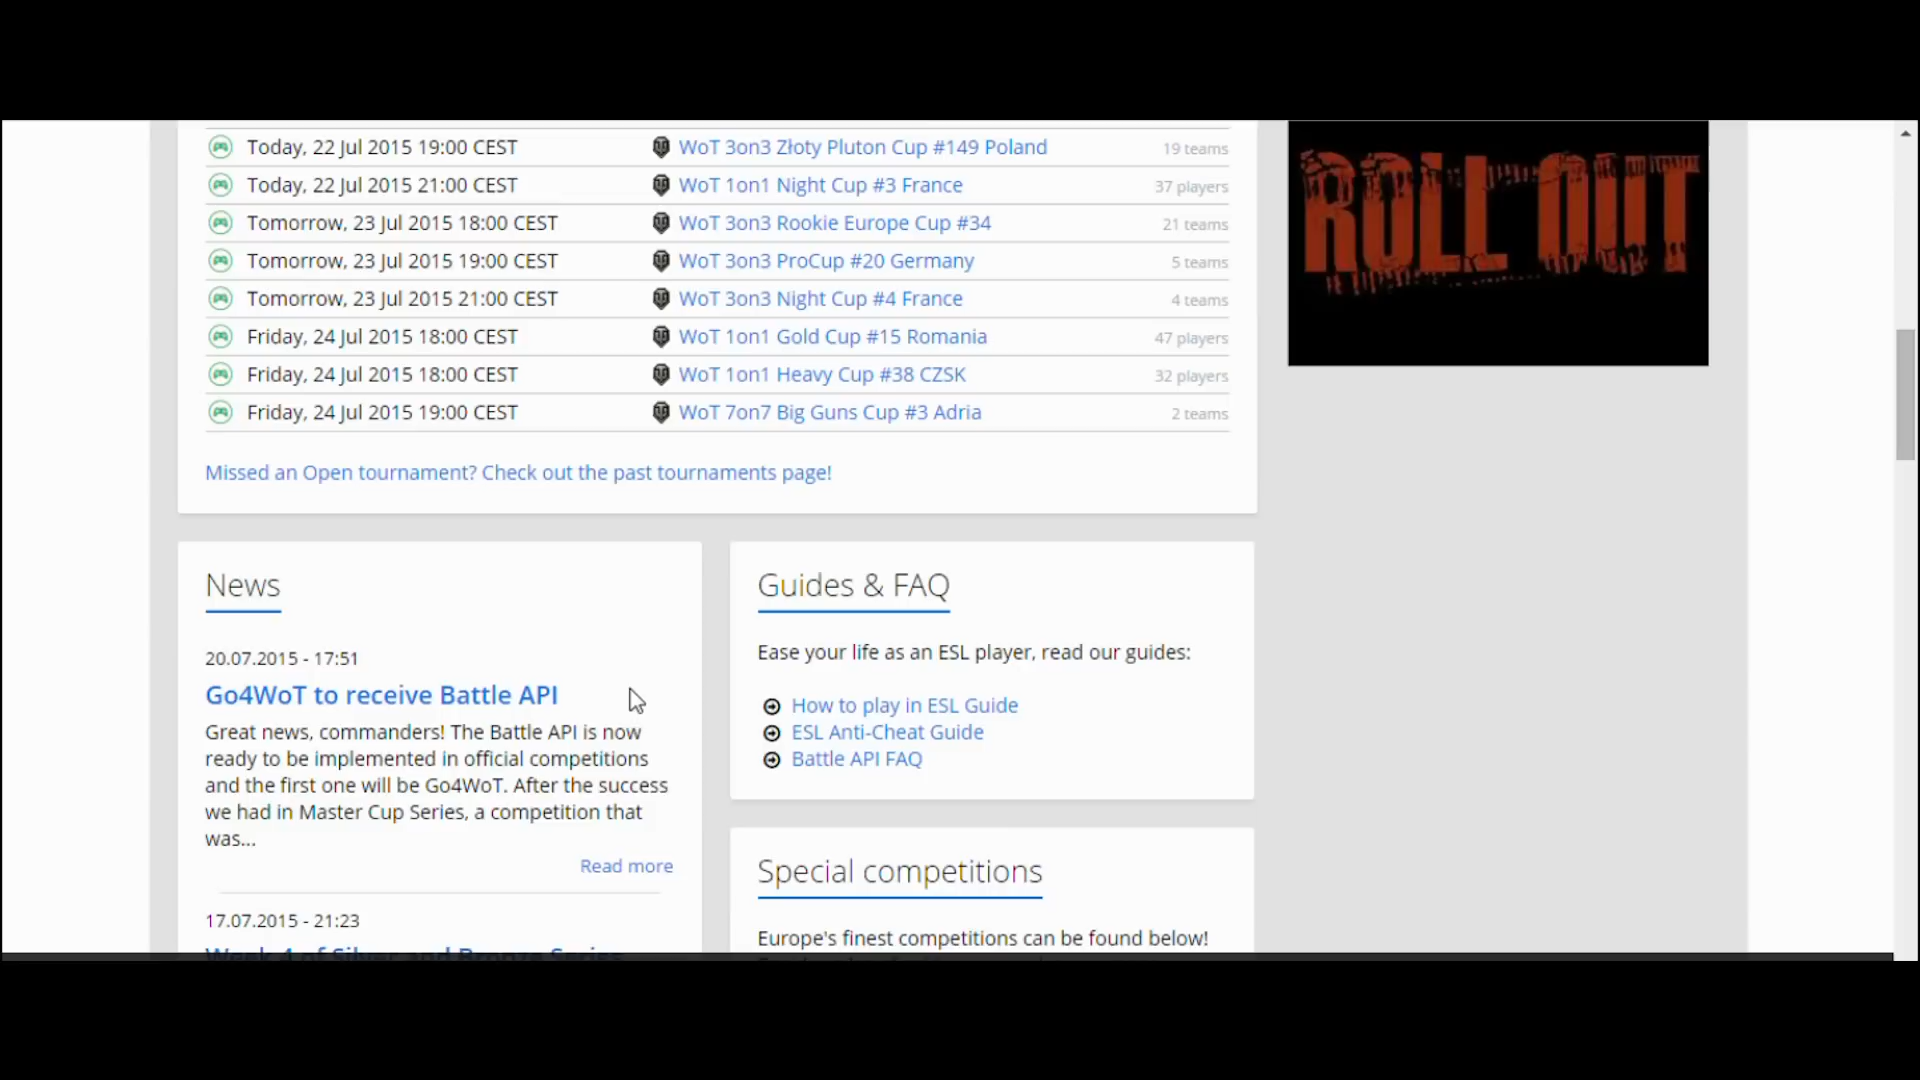 Today, 22 Jul 2015 19:00 CEST WoT 3on3 Złoty Pluton Cup #149 Poland 19 teams
Today, 22 Jul 2015 21:00 CEST WoT 1on1 Night Cup #3 France 37 players
Tomorrow, 23 Jul 2015 18:00 CEST WoT 3on3 Rookie Europe Cup #34 21 teams
Tomorrow, 23 Jul 2015 19:00 CEST WoT 3on3 ProCup #20 Germany 5 teams
Tomorrow, 23 Jul 2015 21:00 CEST WoT 3on3 Night Cup #4 France 4 teams
Friday, 24 Jul 2015 18:00 CEST WoT 1on1 Gold Cup #15 Romania 47 players
Friday, 24 Jul 2015 18:00 CEST WoT 1on1 Heavy Cup #38 CZSK 32 players
Friday, 24 Jul 2015 19:00 CEST WoT 7on7 Big Guns Cup #3 Adria 2 teams
Missed an Open tournament? Check out the past tournaments page!
ROLL OUT
News
20.07.2015 - 17:51
Go4WoT to receive Battle API
Great news, commanders! The Battle API is now
ready to be implemented in official competitions
and the first one will be Go4WoT. After the success
we had in Master Cup Series, a competition that
was...
Read more
17.07.2015 - 21:23
Week 4 of Silver and Bronze Series
Guides & FAQ
Ease your life as an ESL player, read our guides:
How to play in ESL Guide
ESL Anti-Cheat Guide
Battle API FAQ
Special competitions
Europe's finest competitions can be found below!